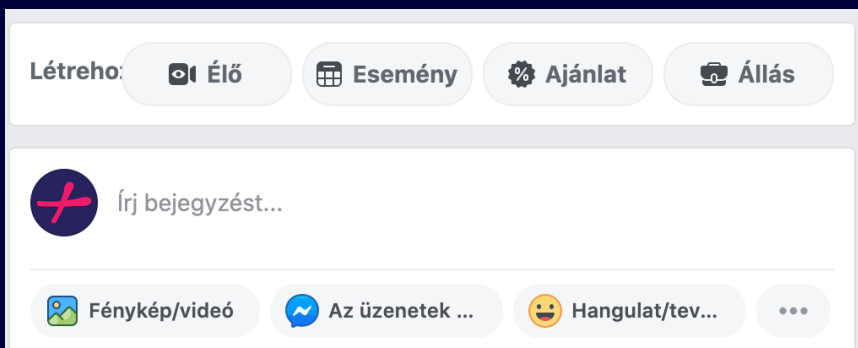 Létreho Élő Esemény Ajánlat Állás
Írj bejegyzést...
Fénykép/videó Az üzenetek ... Hangulat/tev...